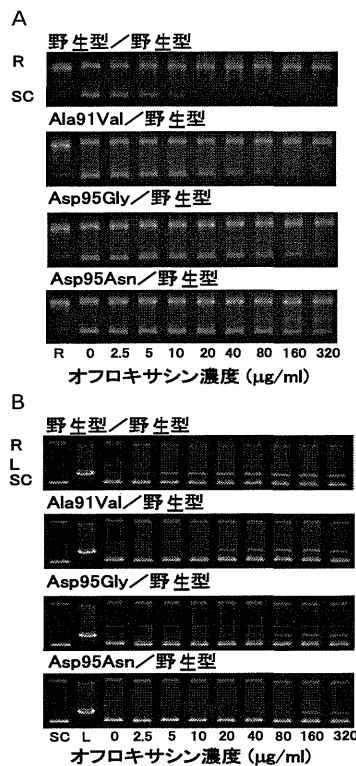 A
野生型/野生型
R
SC
Ala91Val/野生型
Asp95Gly/野生型
Asp95Asn/野生型
R 0 2.5 5 10 20 40 80 160 320
オフロキサシン濃度 (μg/ml)
B
野生型/野生型
R
L
SC
Ala91Val/野生型
Asp95Gly/野生型
Asp95Asn/野生型
SC L 0 2.5 5 10 20 40 80 160 320
オフロキサシン濃度 (μg/ml)